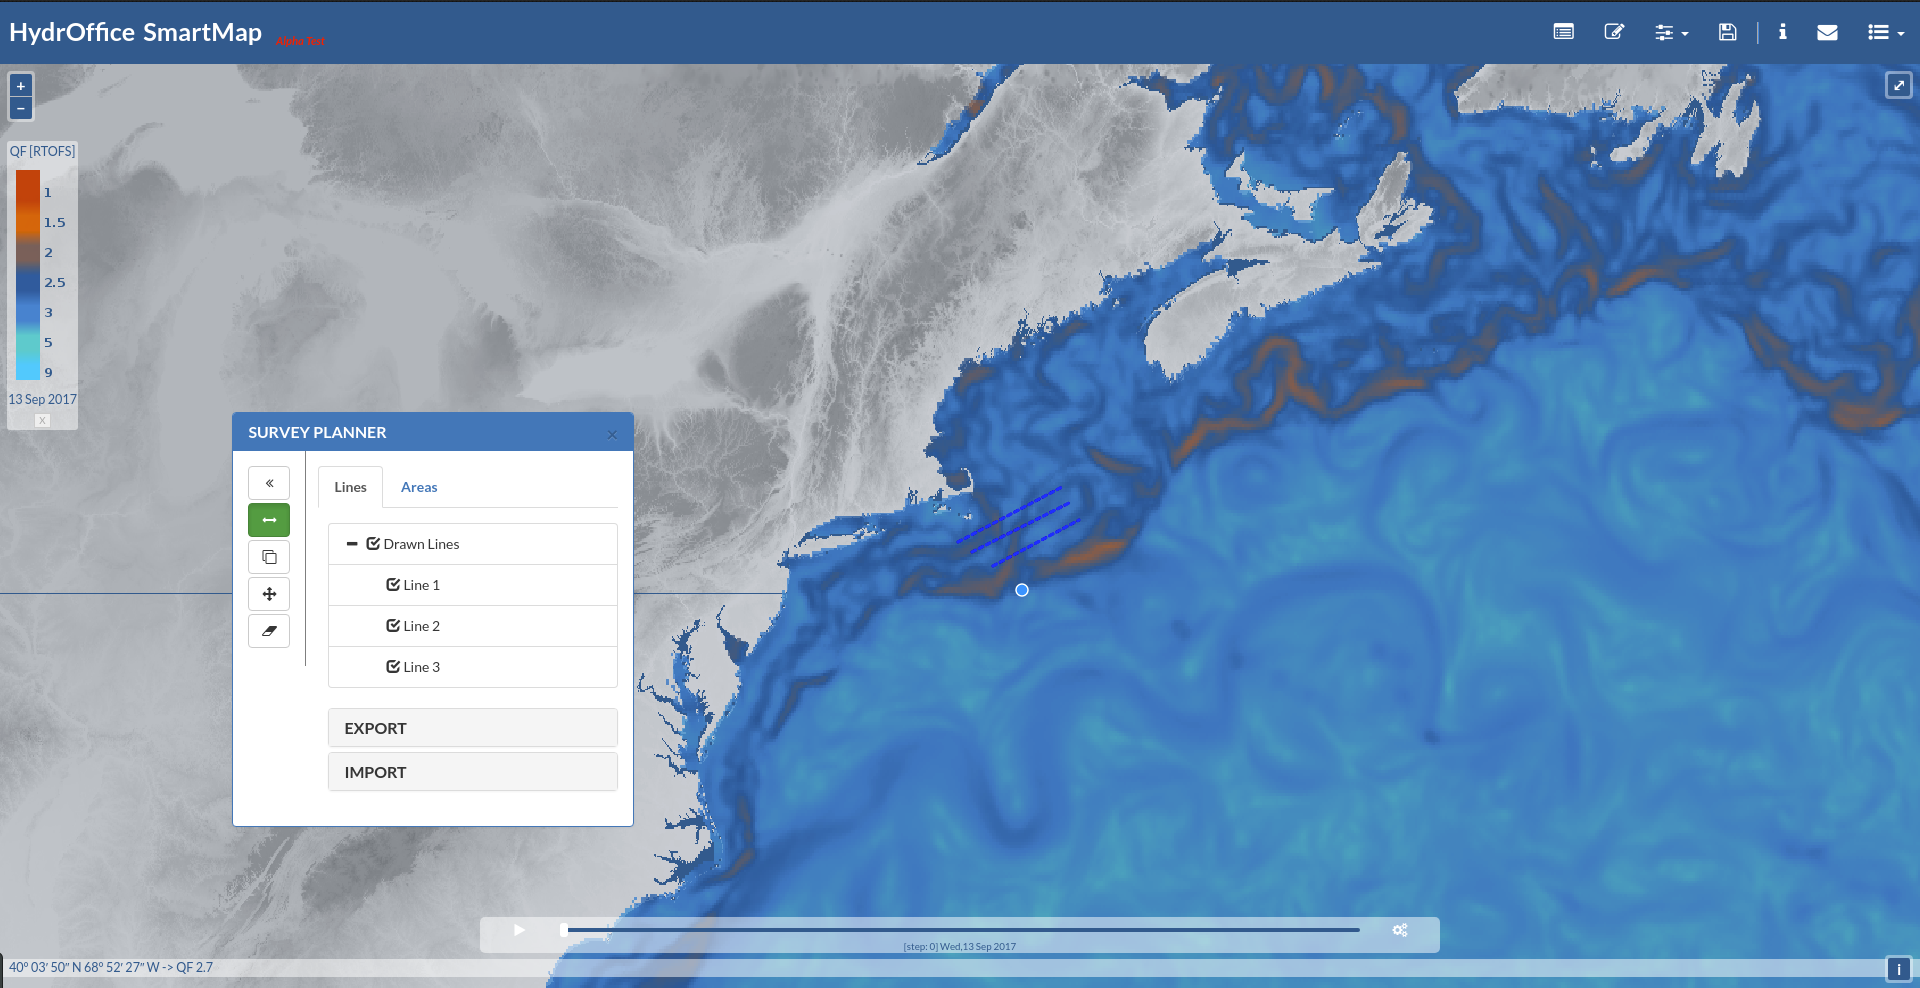 HydrOffice SmartMap
Alpha Test
+
−
QF [RTOFS]
1
1.5
2
2.5
3
5
9
13 Sep 2017
X
SURVEY PLANNER
×
«
Lines
Areas
Drawn Lines
Line 1
Line 2
Line 3
EXPORT
IMPORT
[step: 0] Wed,13 Sep 2017
40° 03′ 50″ N 68° 52′ 27″ W -> QF 2.7
i